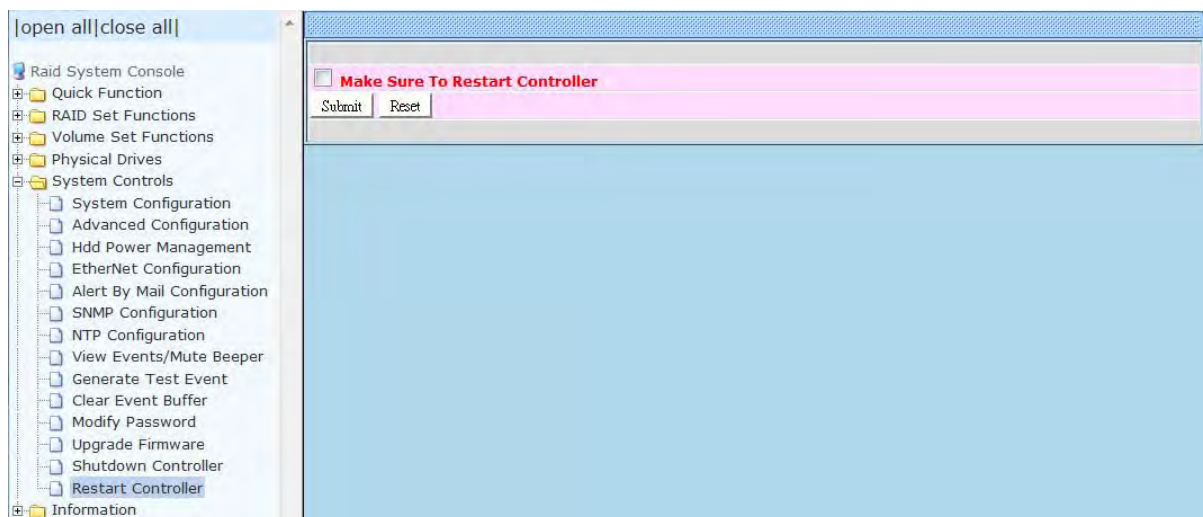 |open all|close all|
Raid System Console
Quick Function
RAID Set Functions
Volume Set Functions
Physical Drives
System Controls
System Configuration
Advanced Configuration
Hdd Power Management
EtherNet Configuration
Alert By Mail Configuration
SNMP Configuration
NTP Configuration
View Events/Mute Beeper
Generate Test Event
Clear Event Buffer
Modify Password
Upgrade Firmware
Shutdown Controller
Restart Controller
Information
Make Sure To Restart Controller
Submit Reset